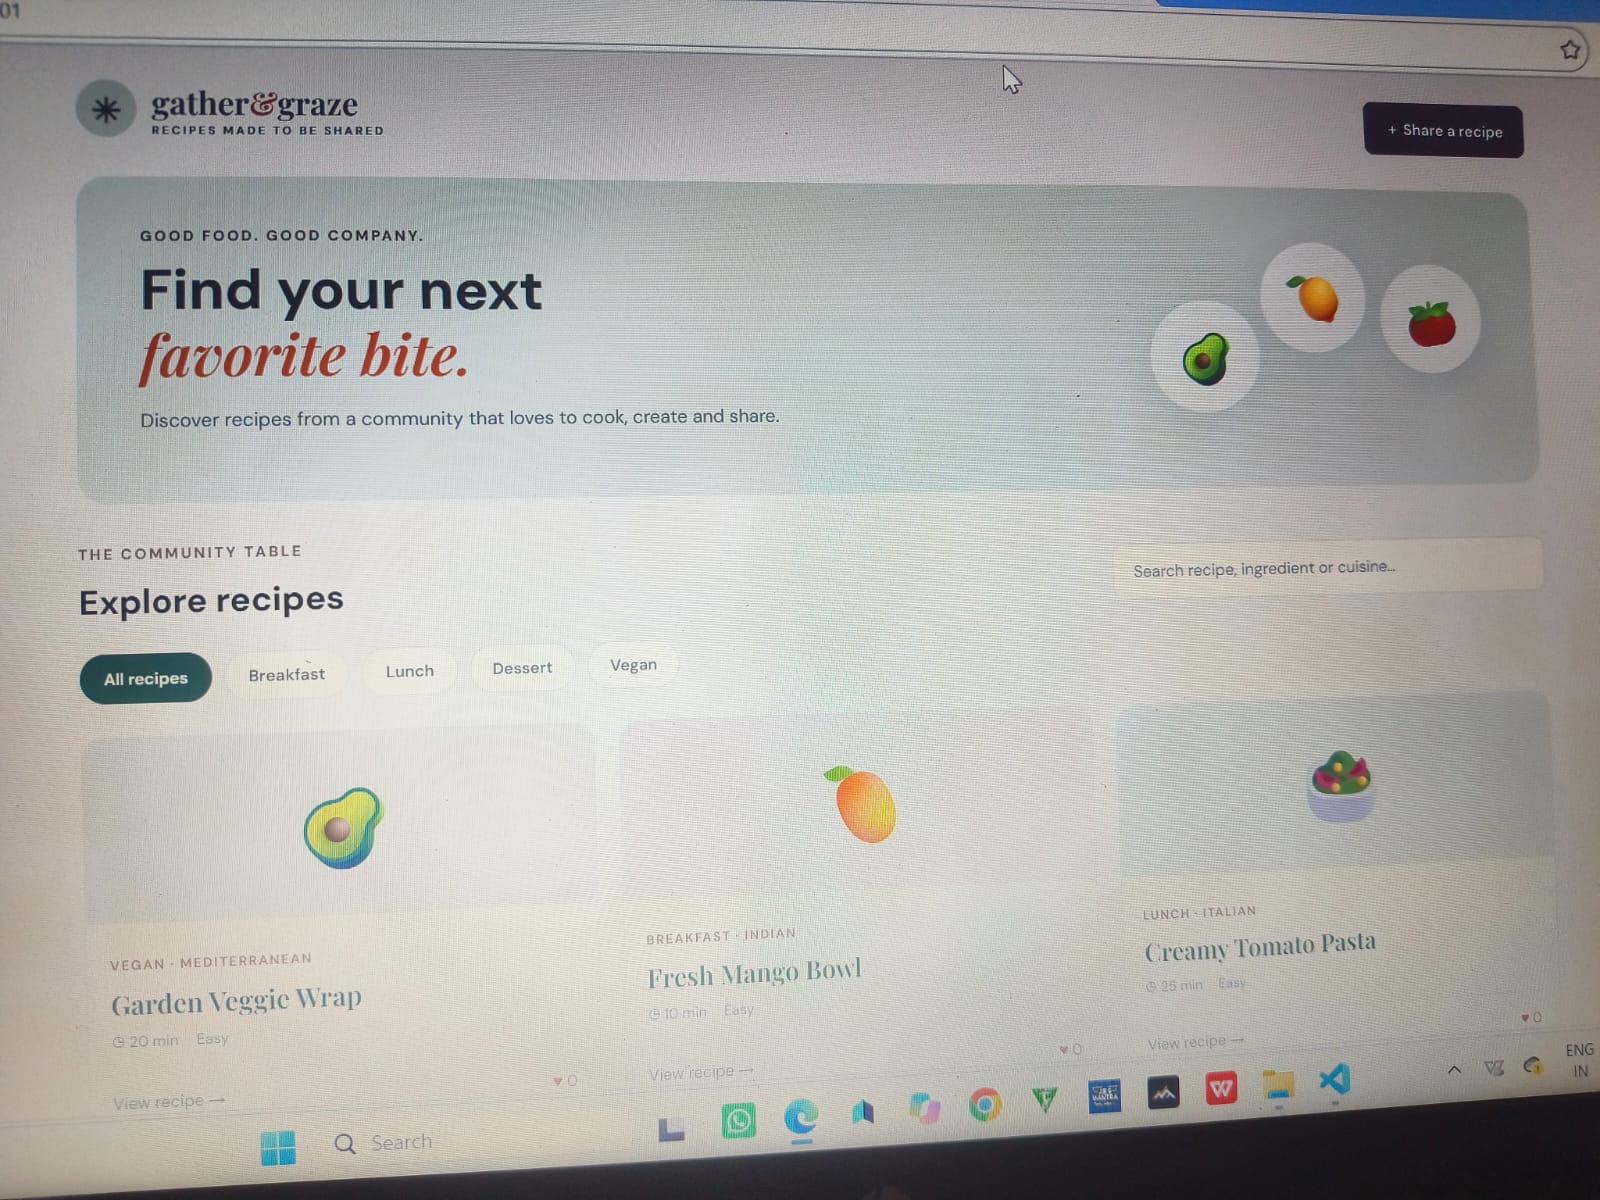 01
gather&graze
RECIPES MADE TO BE SHARED
+ Share a recipe
GOOD FOOD. GOOD COMPANY.
Find your next
favorite bite.
Discover recipes from a community that loves to cook, create and share.
THE COMMUNITY TABLE
Explore recipes
Search recipe, ingredient or cuisine...
All recipes
Breakfast
Lunch
Dessert
Vegan
VEGAN · MEDITERRANEAN
Garden Veggie Wrap
20 min Easy
♥ 0
View recipe →
BREAKFAST · INDIAN
Fresh Mango Bowl
10 min Easy
♥ 0
View recipe →
LUNCH · ITALIAN
Creamy Tomato Pasta
25 min Easy
♥ 0
View recipe →
Search
ENG
IN